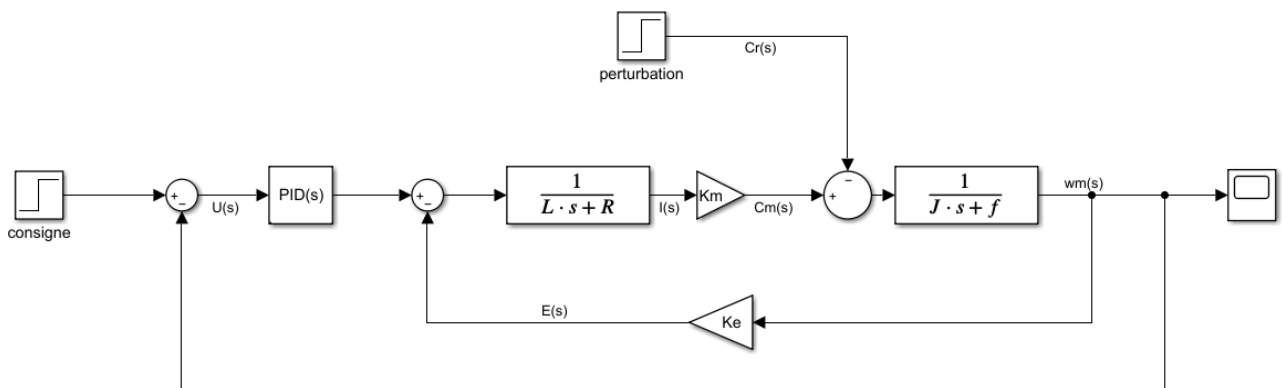 Cr(s)
perturbation
consigne
+
−
U(s)
PID(s)
+
−
1
L · s + R
I(s)
Km
Cm(s)
−
+
1
J · s + f
wm(s)
E(s)
Ke